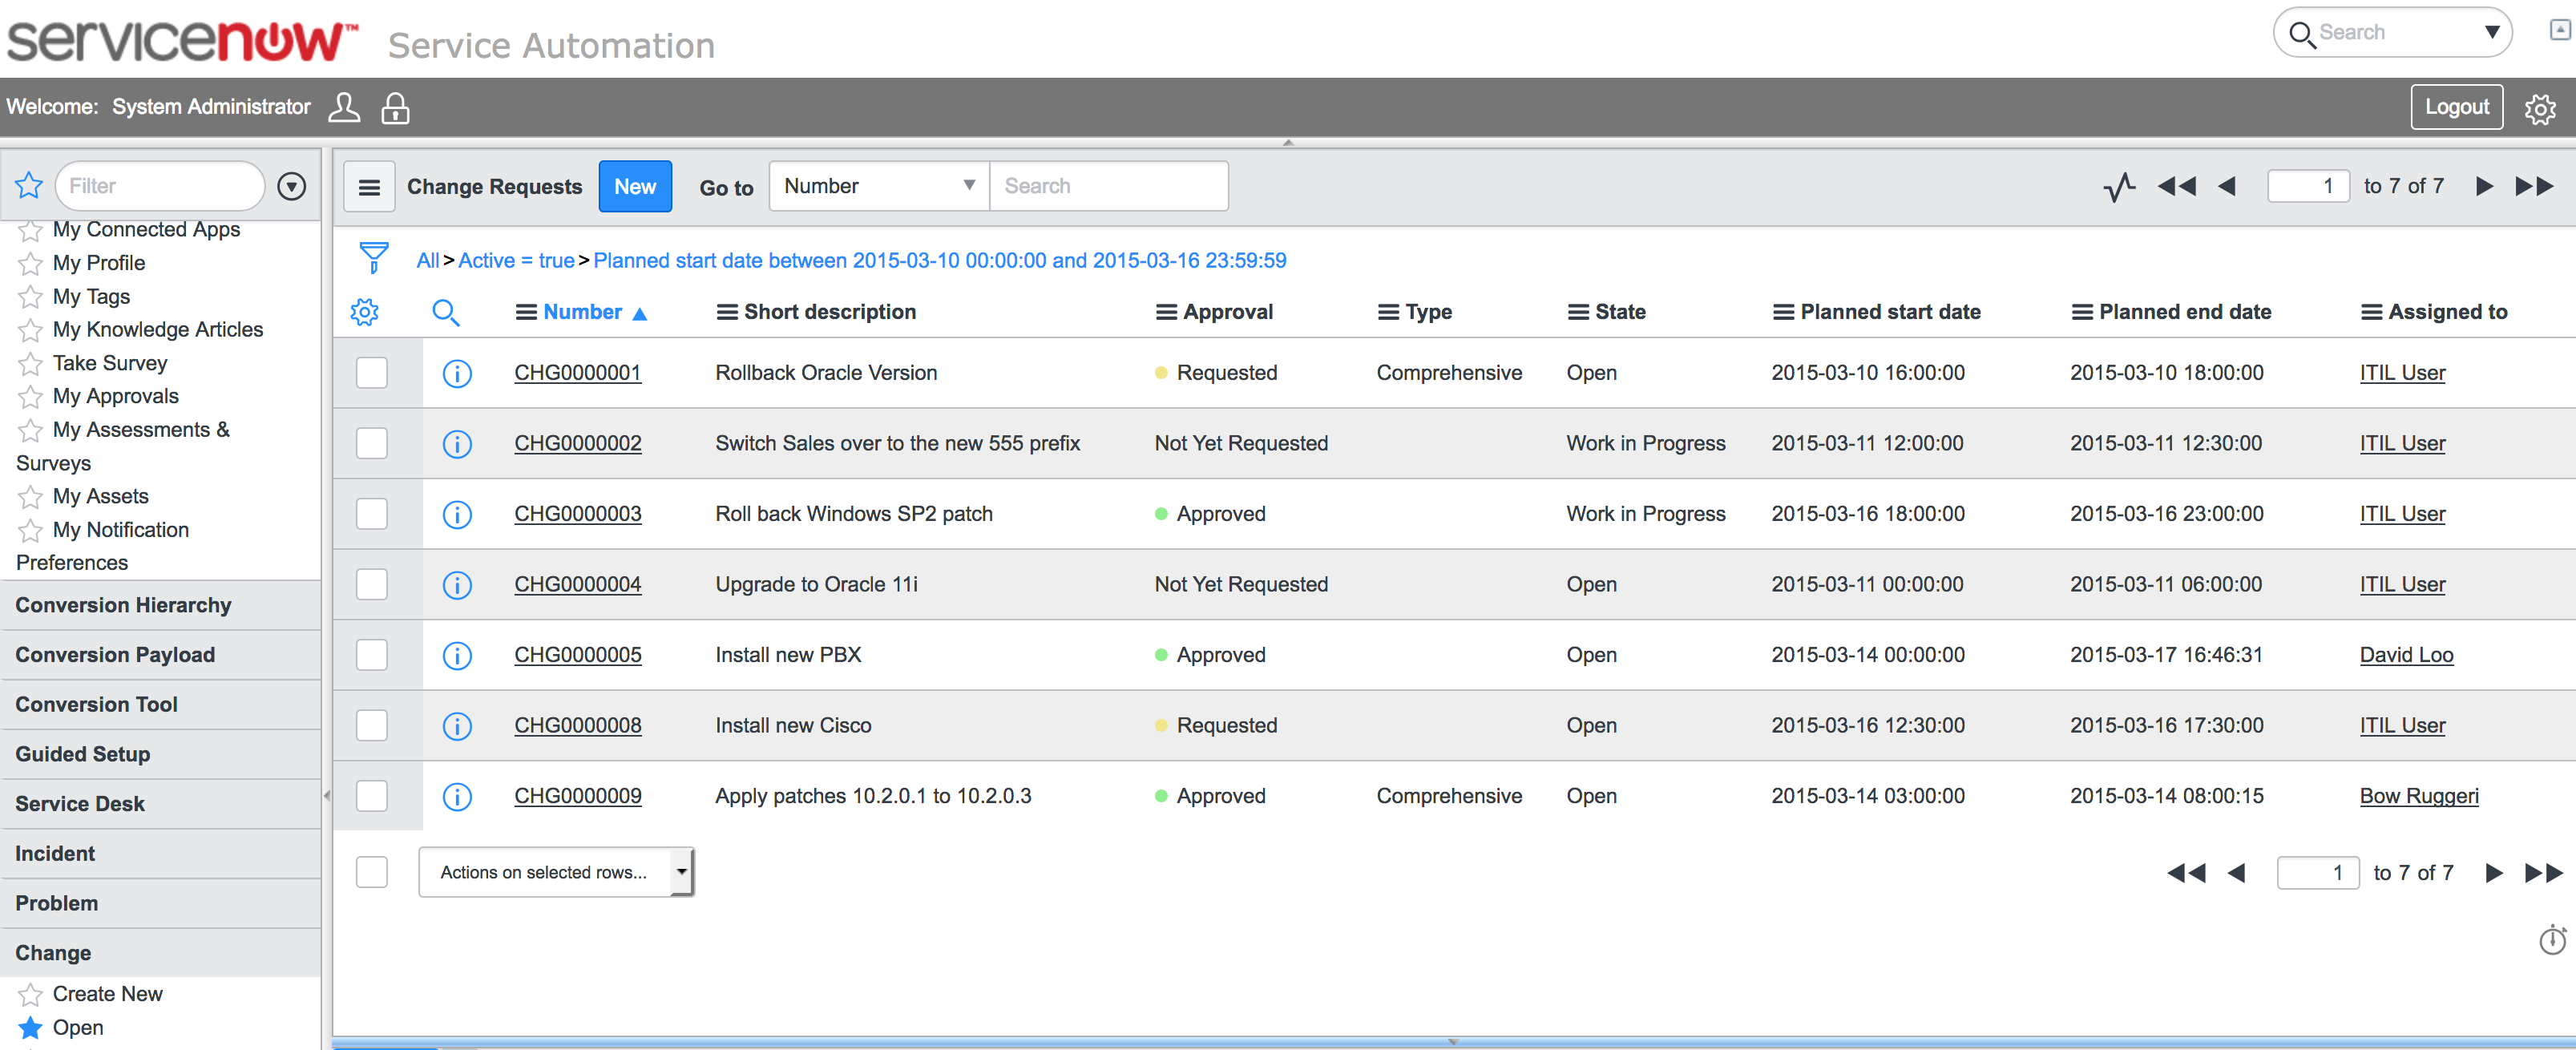 servicenow™ Service Automation Search
Welcome: System Administrator Logout
Filter
My Connected Apps
My Profile
My Tags
My Knowledge Articles
Take Survey
My Approvals
My Assessments &
Surveys
My Assets
My Notification
Preferences
Conversion Hierarchy
Conversion Payload
Conversion Tool
Guided Setup
Service Desk
Incident
Problem
Change
Create New
Open
Change Requests New Go to Number Search 1 to 7 of 7
All > Active = true > Planned start date between 2015-03-10 00:00:00 and 2015-03-16 23:59:59
Number Short description Approval Type State Planned start date Planned end date Assigned to
CHG0000001 Rollback Oracle Version Requested Comprehensive Open 2015-03-10 16:00:00 2015-03-10 18:00:00 ITIL User
CHG0000002 Switch Sales over to the new 555 prefix Not Yet Requested Work in Progress 2015-03-11 12:00:00 2015-03-11 12:30:00 ITIL User
CHG0000003 Roll back Windows SP2 patch Approved Work in Progress 2015-03-16 18:00:00 2015-03-16 23:00:00 ITIL User
CHG0000004 Upgrade to Oracle 11i Not Yet Requested Open 2015-03-11 00:00:00 2015-03-11 06:00:00 ITIL User
CHG0000005 Install new PBX Approved Open 2015-03-14 00:00:00 2015-03-17 16:46:31 David Loo
CHG0000008 Install new Cisco Requested Open 2015-03-16 12:30:00 2015-03-16 17:30:00 ITIL User
CHG0000009 Apply patches 10.2.0.1 to 10.2.0.3 Approved Comprehensive Open 2015-03-14 03:00:00 2015-03-14 08:00:15 Bow Ruggeri
Actions on selected rows... 1 to 7 of 7